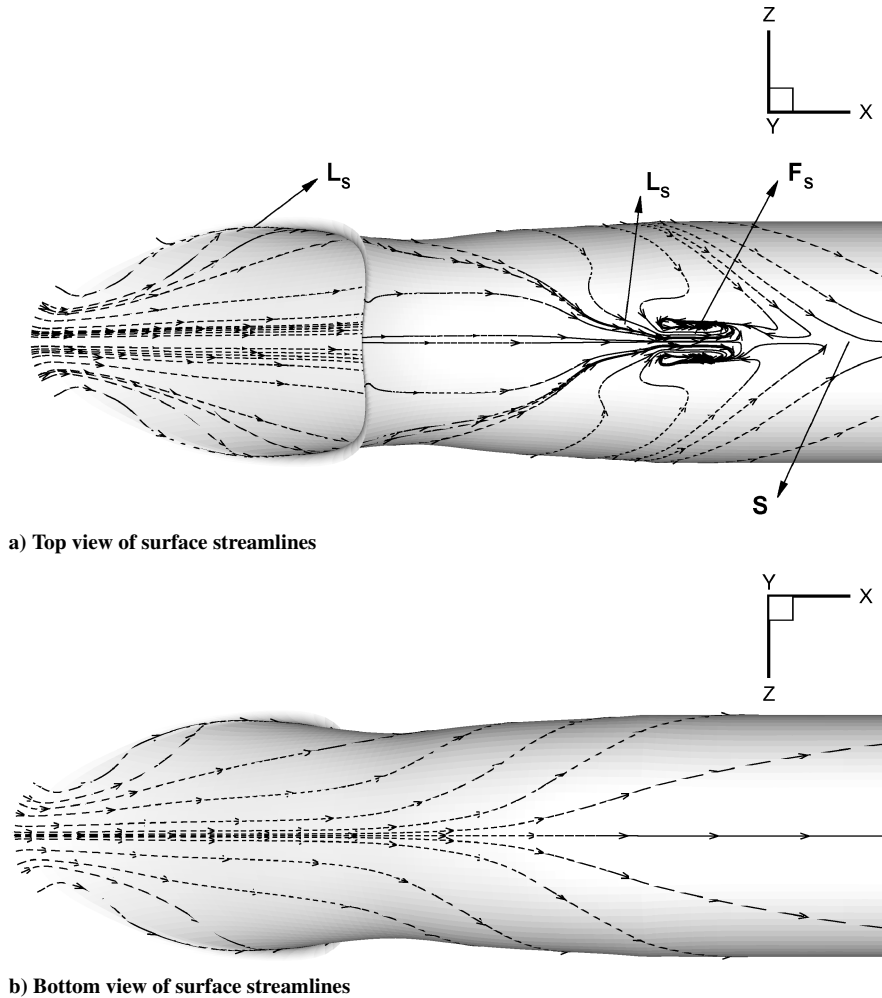 Z
X
Y
L_S
L_S
F_S
S
a) Top view of surface streamlines
Y
X
Z
b) Bottom view of surface streamlines